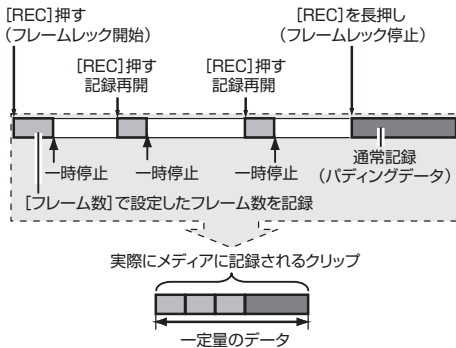 [REC]押す
(フレームレック開始)
[REC]を長押し
(フレームレック停止)
[REC]押す
記録再開
[REC]押す
記録再開
一時停止
一時停止
一時停止
通常記録
(パディングデータ)
[フレーム数]で設定したフレーム数を記録
実際にメディアに記録されるクリップ
一定量のデータ